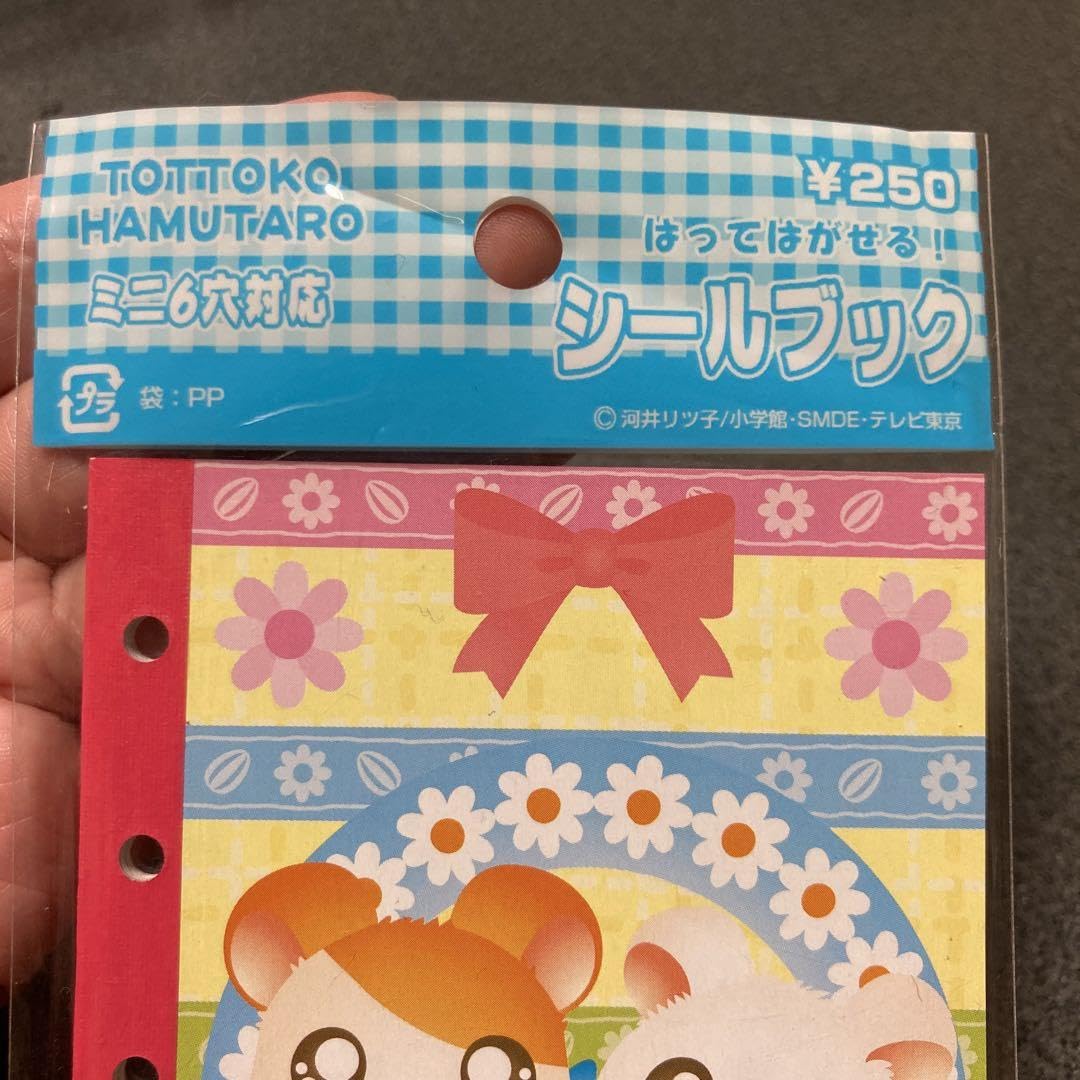 TOTTOKO
HAMUTARO
ミニ6穴対応
プラ
袋：PP
¥250
はってはがせる！
シールブック
©河井リツ子/小学館・SMDE・テレビ東京